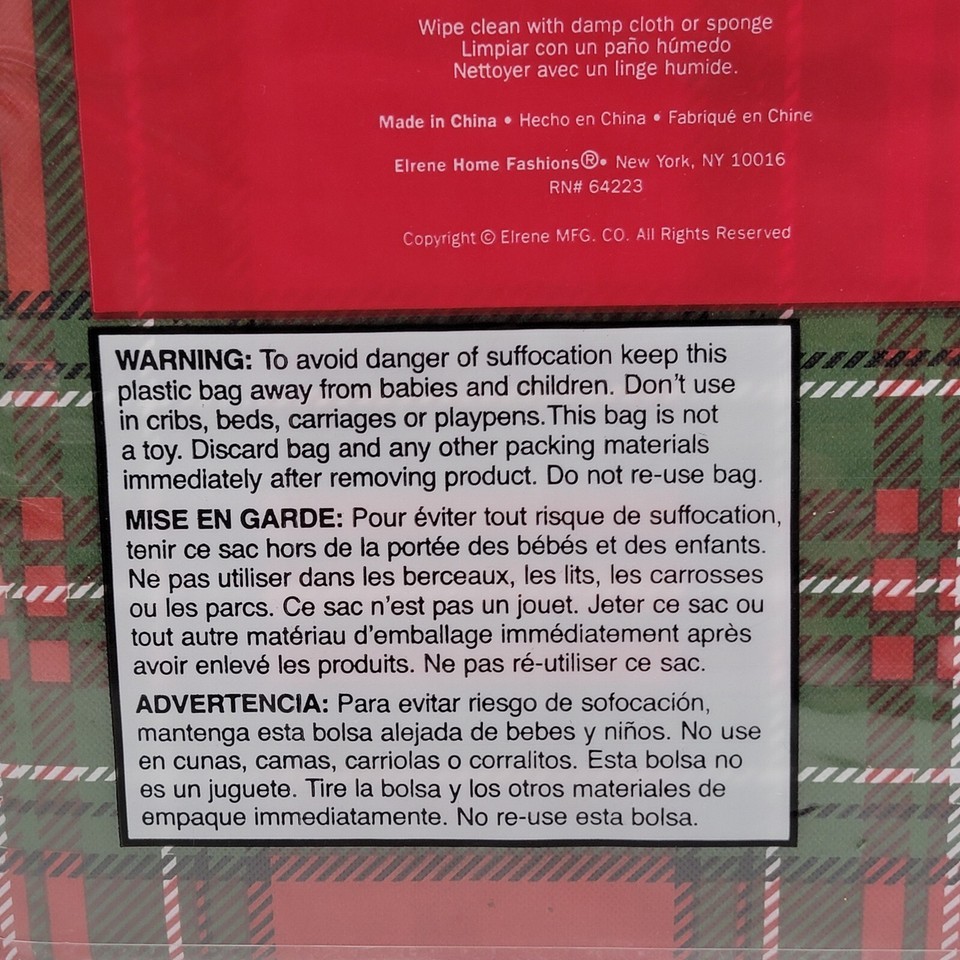 Wipe clean with damp cloth or sponge
Limpiar con un paño húmedo
Nettoyer avec un linge humide.
Made in China • Hecho en China • Fabriqué en Chine
Elrene Home Fashions®• New York, NY 10016
RN# 64223
Copyright © Elrene MFG. CO. All Rights Reserved
WARNING: To avoid danger of suffocation keep this
plastic bag away from babies and children. Don't use
in cribs, beds, carriages or playpens.This bag is not
a toy. Discard bag and any other packing materials
immediately after removing product. Do not re-use bag.
MISE EN GARDE: Pour éviter tout risque de suffocation,
tenir ce sac hors de la portée des bébés et des enfants.
Ne pas utiliser dans les berceaux, les lits, les carrosses
ou les parcs. Ce sac n'est pas un jouet. Jeter ce sac ou
tout autre matériau d'emballage immédiatement après
avoir enlevé les produits. Ne pas ré-utiliser ce sac.
ADVERTENCIA: Para evitar riesgo de sofocación,
mantenga esta bolsa alejada de bebes y niños. No use
en cunas, camas, carriolas o corralitos. Esta bolsa no
es un juguete. Tire la bolsa y los otros materiales de
empaque immediatamente. No re-use esta bolsa.